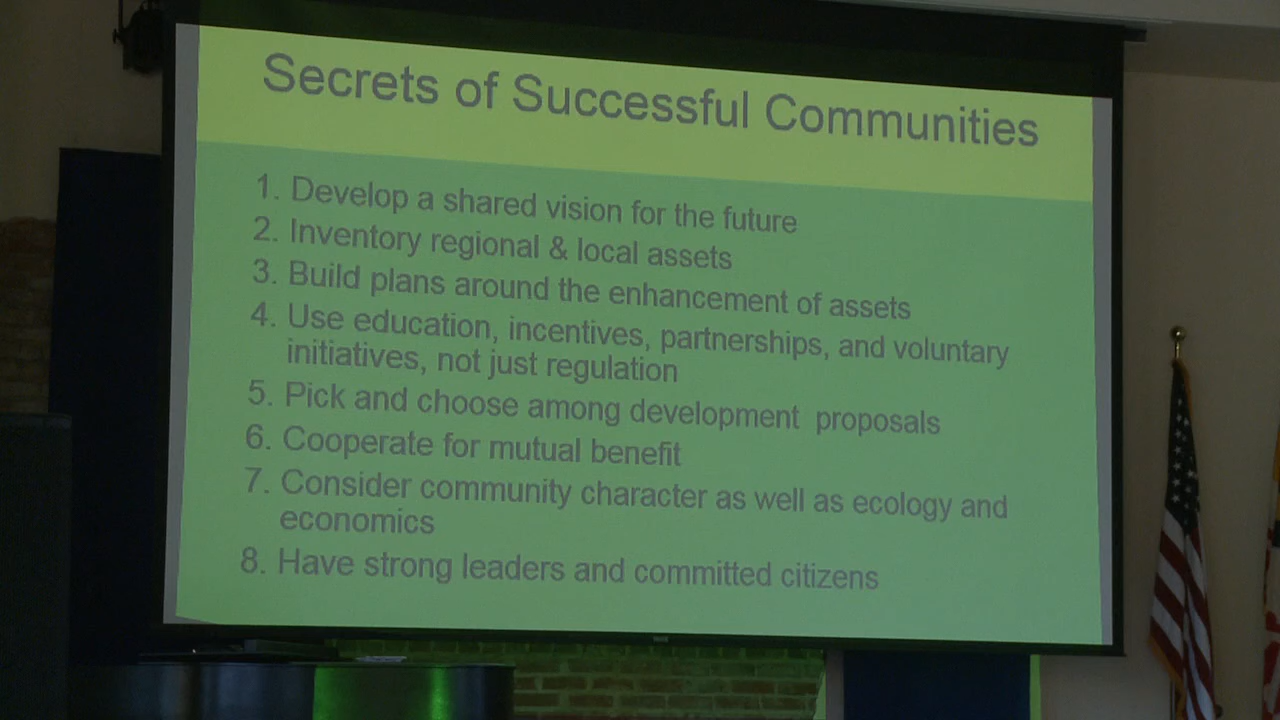 Secrets of Successful Communities
1. Develop a shared vision for the future
2. Inventory regional & local assets
3. Build plans around the enhancement of assets
4. Use education, incentives, partnerships, and voluntary
initiatives, not just regulation
5. Pick and choose among development proposals
6. Cooperate for mutual benefit
7. Consider community character as well as ecology and
economics
8. Have strong leaders and committed citizens